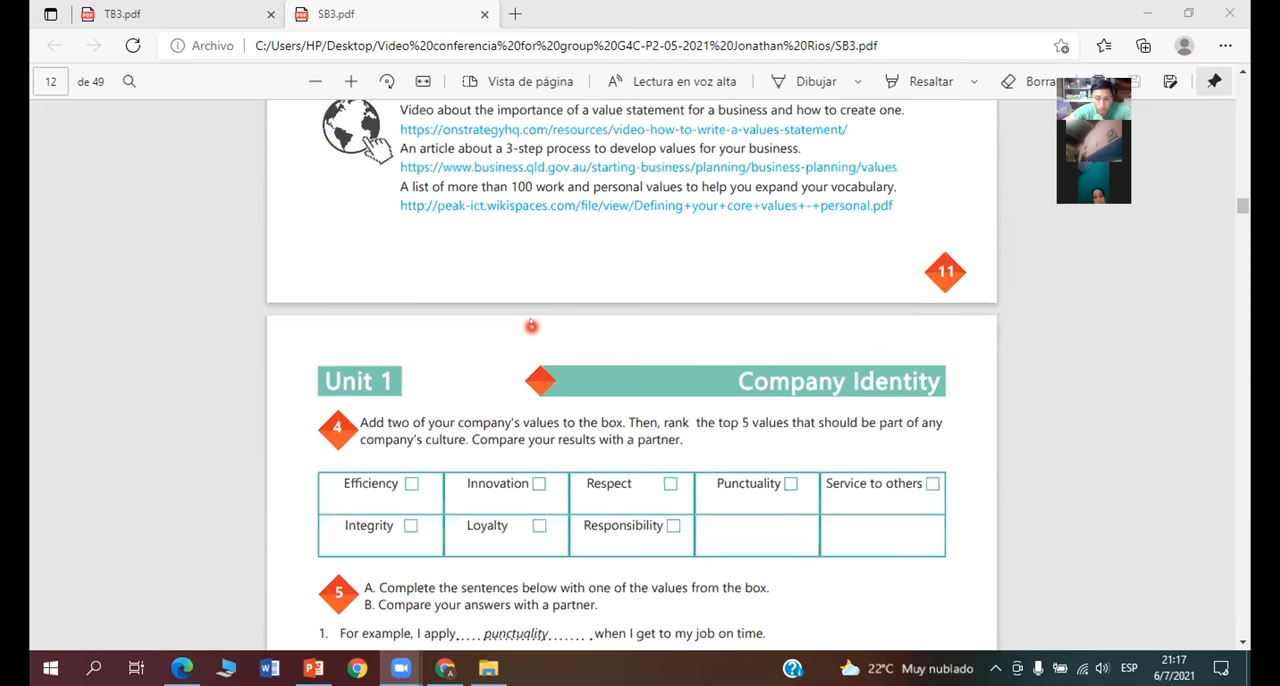 TB3.pdf
SB3.pdf
Archivo
C:/Users/HP/Desktop/Video%20conferencia%20for%20group%20G4C-P2-05-2021%20Jonathan%20Rios/SB3.pdf
12 de 49
Vista de página
Lectura en voz alta
Dibujar
Resaltar
Borra
Video about the importance of a value statement for a business and how to create one.
https://onstrategyhq.com/resources/video-how-to-write-a-values-statement/
An article about a 3-step process to develop values for your business.
https://www.business.qld.gov.au/starting-business/planning/business-planning/values
A list of more than 100 work and personal values to help you expand your vocabulary.
http://peak-ict.wikispaces.com/file/view/Defining+your+core+values+-+personal.pdf
11
Unit 1
Company Identity
4
Add two of your company's values to the box. Then, rank the top 5 values that should be part of any
company's culture. Compare your results with a partner.
Efficiency Innovation Respect Punctuality Service to others
Integrity Loyalty Responsibility
5
A. Complete the sentences below with one of the values from the box.
B. Compare your answers with a partner.
1. For example, I apply.....punctuality........when I get to my job on time.
22°C Muy nublado
ESP
21:17
6/7/2021